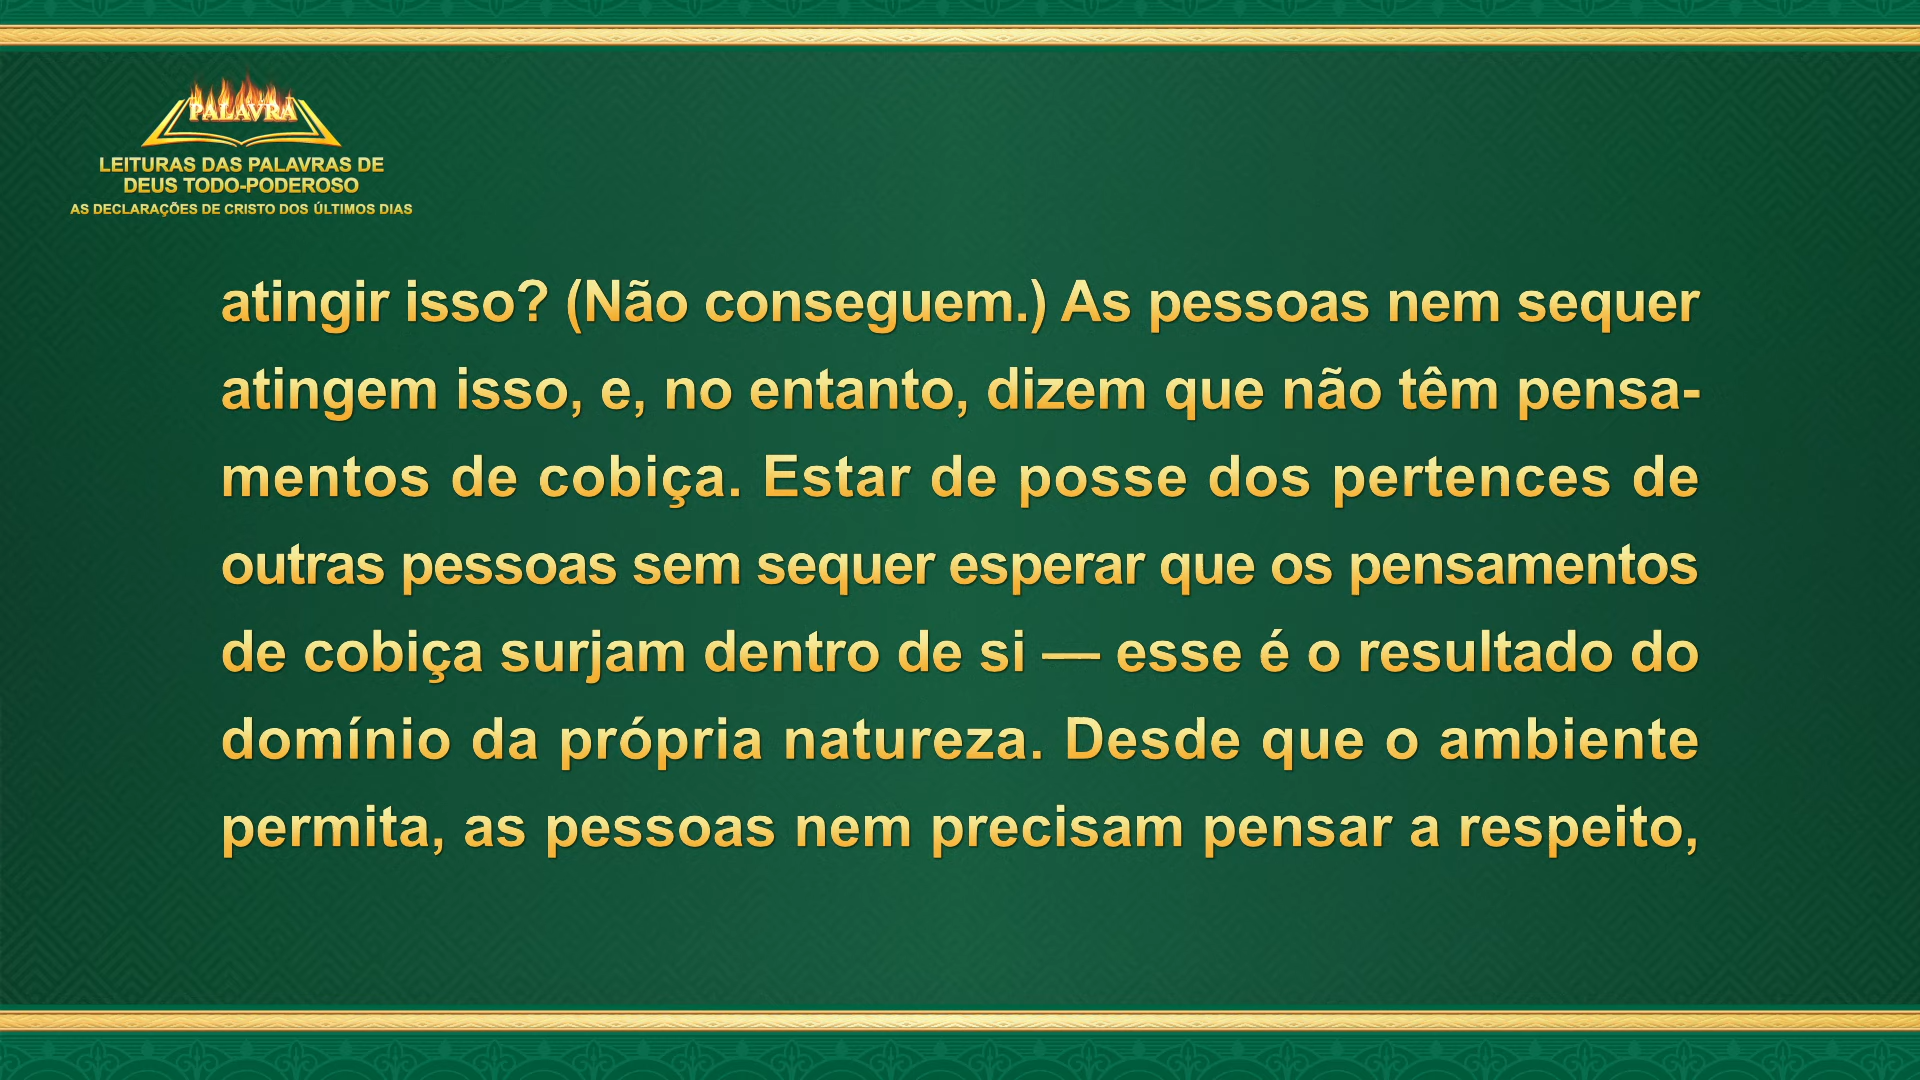 PALAVRA
LEITURAS DAS PALAVRAS DE
DEUS TODO-PODEROSO
AS DECLARAÇÕES DE CRISTO DOS ÚLTIMOS DIAS
atingir isso? (Não conseguem.) As pessoas nem sequer
atingem isso, e, no entanto, dizem que não têm pensa-
mentos de cobiça. Estar de posse dos pertences de
outras pessoas sem sequer esperar que os pensamentos
de cobiça surjam dentro de si — esse é o resultado do
domínio da própria natureza. Desde que o ambiente
permita, as pessoas nem precisam pensar a respeito,